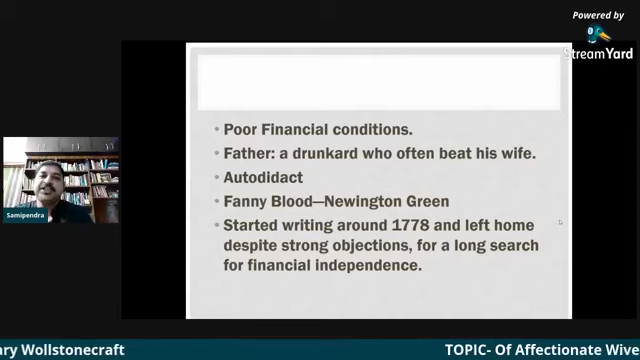 Powered by
StreamYard
• Poor Financial conditions.
• Father: a drunkard who often beat his wife.
• Autodidact
• Fanny Blood—Newington Green
• Started writing around 1778 and left home
despite strong objections, for a long search
for financial independence.
Samipendra
ary Wollstonecraft
TOPIC- Of Affectionate Wive